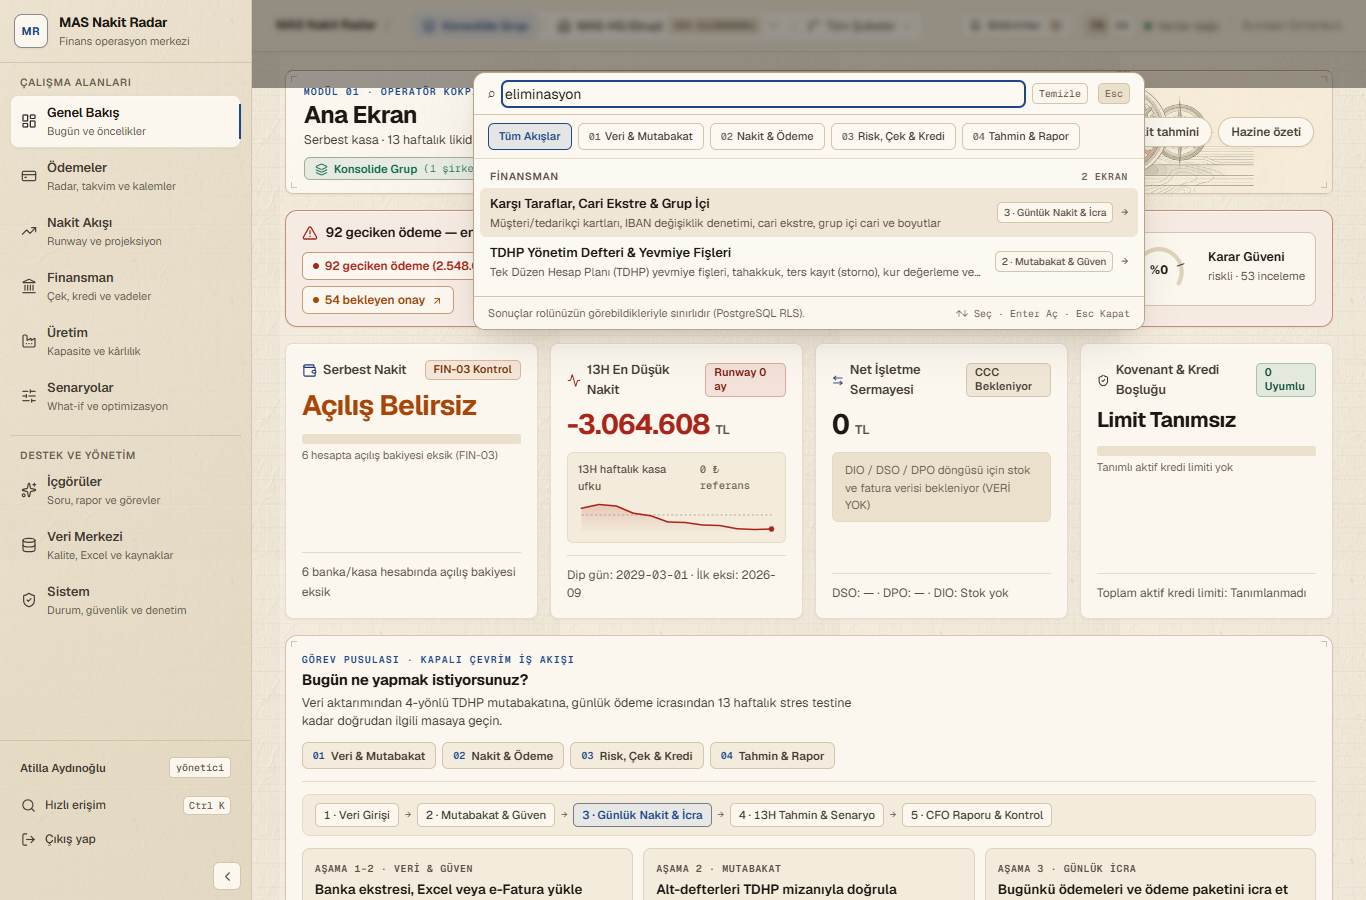 MR
MAS Nakit Radar
Finans operasyon merkezi
ÇALIŞMA ALANLARI
Genel Bakış
Bugün ve öncelikler
Ödemeler
Radar, takvim ve kalemler
Nakit Akışı
Runway ve projeksiyon
Finansman
Çek, kredi ve vadeler
Üretim
Kapasite ve kârlılık
Senaryolar
What-if ve optimizasyon
DESTEK VE YÖNETİM
İçgörüler
Soru, rapor ve görevler
Veri Merkezi
Kalite, Excel ve kaynaklar
Sistem
Durum, güvenlik ve denetim
Atilla Aydınoğlu
yönetici
Hızlı erişim
Ctrl K
Çıkış yap
MAS Nakit Radar
Konsolide Grup
Tüm Şubeler
MODÜL 01 · OPERATÖR KOKP
Ana Ekran
Serbest kasa · 13 haftalık likid
Konsolide Grup (1 şirke
it tahmini
Hazine özeti
eliminasyon
Temizle
Esc
Tüm Akışlar
01 Veri & Mutabakat
02 Nakit & Ödeme
03 Risk, Çek & Kredi
04 Tahmin & Rapor
FİNANSMAN
2 EKRAN
Karşı Taraflar, Cari Ekstre & Grup İçi
Müşteri/tedarikçi kartları, IBAN değişiklik denetimi, cari ekstre, grup içi cari ve boyutlar
3 · Günlük Nakit & İcra →
TDHP Yönetim Defteri & Yevmiye Fişleri
Tek Düzen Hesap Planı (TDHP) yevmiye fişleri, tahakkuk, ters kayıt (storno), kur değerleme ve...
2 · Mutabakat & Güven →
Sonuçlar rolünüzün görebildikleriyle sınırlıdır (PostgreSQL RLS).
↑↓ Seç · Enter Aç · Esc Kapat
92 geciken ödeme — er
92 geciken ödeme (2.548.
54 bekleyen onay ↗
%0
Karar Güveni
riskli · 53 inceleme
Serbest Nakit
FIN-03 Kontrol
Açılış Belirsiz
6 hesapta açılış bakiyesi eksik (FIN-03)
6 banka/kasa hesabında açılış bakiyesi
eksik
13H En Düşük
Nakit
Runway 0
ay
-3.064.608 TL
13H haftalık kasa
ufku
0 ₺
referans
Dip gün: 2029-03-01 · İlk eksi: 2026-
09
Net İşletme
Sermayesi
CCC
Bekleniyor
0 TL
DIO / DSO / DPO döngüsü için stok
ve fatura verisi bekleniyor (VERİ
YOK)
DSO: — · DPO: — · DIO: Stok yok
Kovenant & Kredi
Boşluğu
0
Uyumlu
Limit Tanımsız
Tanımlı aktif kredi limiti yok
Toplam aktif kredi limiti: Tanımlanmadı
GÖREV PUSULASI · KAPALI ÇEVRİM İŞ AKIŞI
Bugün ne yapmak istiyorsunuz?
Veri aktarımından 4-yönlü TDHP mutabakatına, günlük ödeme icrasından 13 haftalık stres testine
kadar doğrudan ilgili masaya geçin.
01 Veri & Mutabakat
02 Nakit & Ödeme
03 Risk, Çek & Kredi
04 Tahmin & Rapor
1 · Veri Girişi → 2 · Mutabakat & Güven → 3 · Günlük Nakit & İcra → 4 · 13H Tahmin & Senaryo → 5 · CFO Raporu & Kontrol
AŞAMA 1-2 · VERİ & GÜVEN
Banka ekstresi, Excel veya e-Fatura yükle
AŞAMA 2 · MUTABAKAT
Alt-defterleri TDHP mizanıyla doğrula
AŞAMA 3 · GÜNLÜK İCRA
Bugünkü ödemeleri ve ödeme paketini icra et